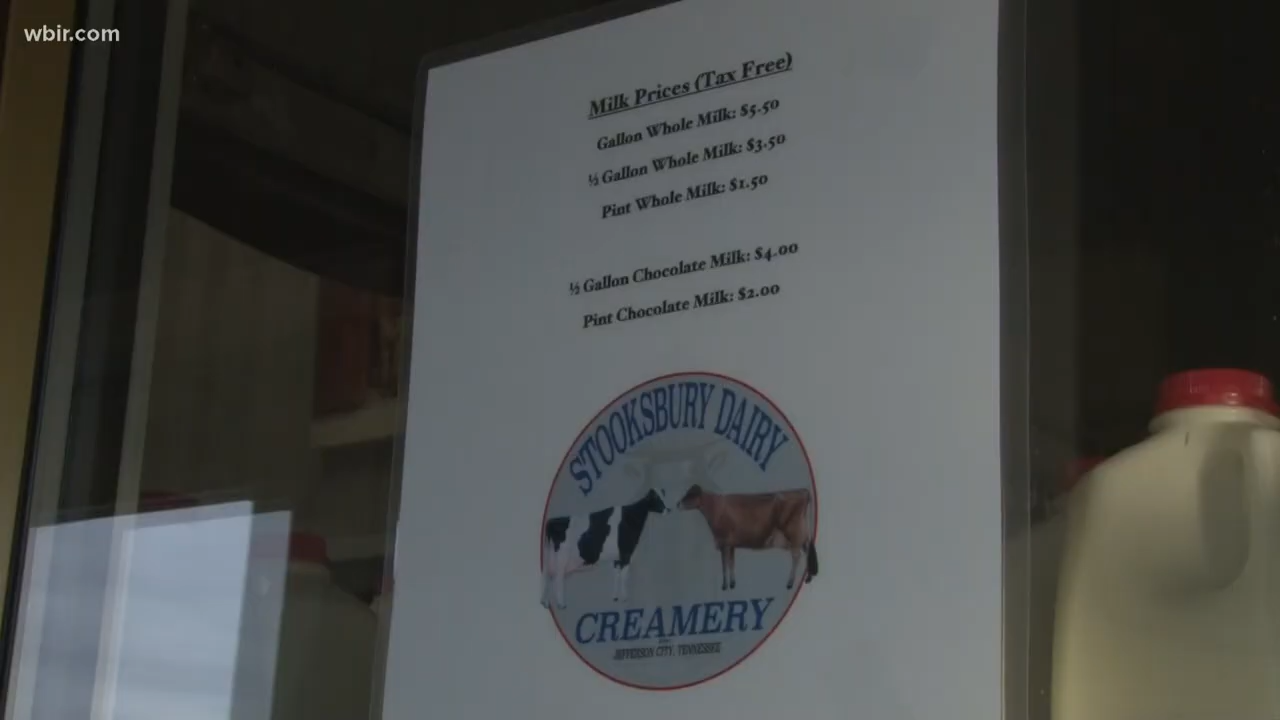 wbir.com
Milk Prices (Tax Free)
Gallon Whole Milk: $5.50
½ Gallon Whole Milk: $3.50
Pint Whole Milk: $1.50
½ Gallon Chocolate Milk: $4.00
Pint Chocolate Milk: $2.00
STOOKSBURY DAIRY
CREAMERY
JEFFERSON CITY, TENNESSEE